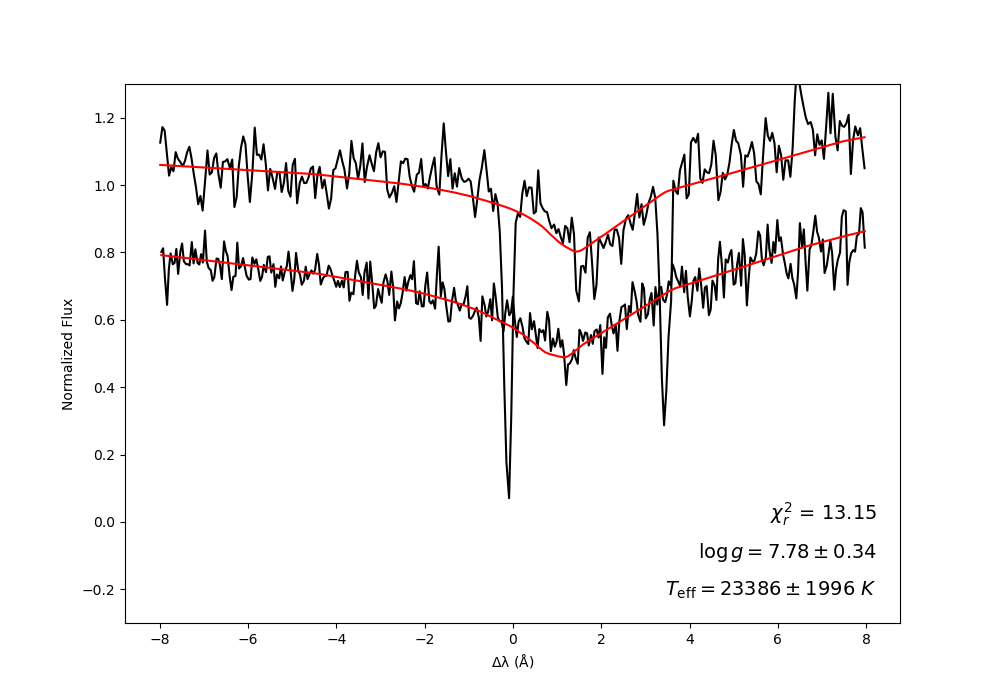 1.2
1.0
0.8
0.6
0.4
0.2
0.0
−0.2
Normalized Flux
χ²ᵣ = 13.15
log g = 7.78 ± 0.34
T_eff = 23386 ± 1996 K
−8 −6 −4 −2 0 2 4 6 8
Δλ (Å)